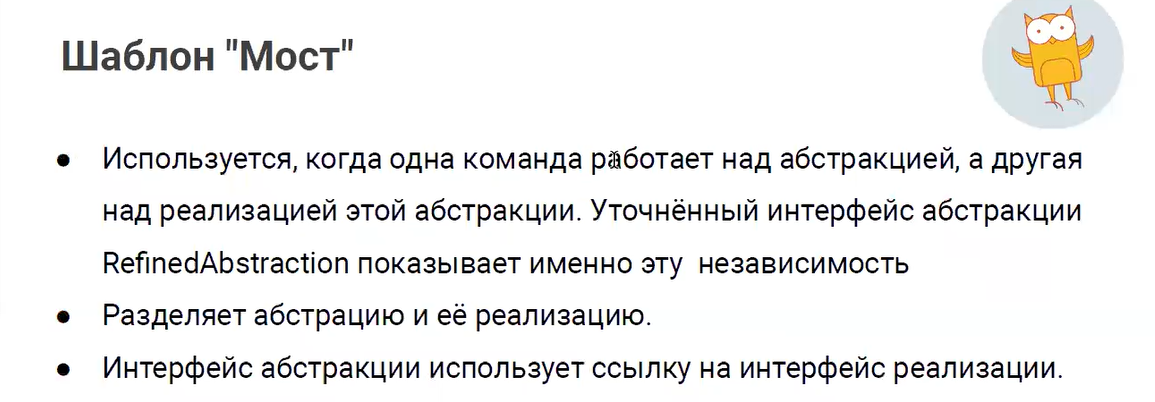 Шаблон "Мост"
● Используется, когда одна команда работает над абстракцией, а другая
над реализацией этой абстракции. Уточнённый интерфейс абстракции
RefinedAbstraction показывает именно эту  независимость
● Разделяет абстрацию и её реализацию.
● Интерфейс абстракции использует ссылку на интерфейс реализации.